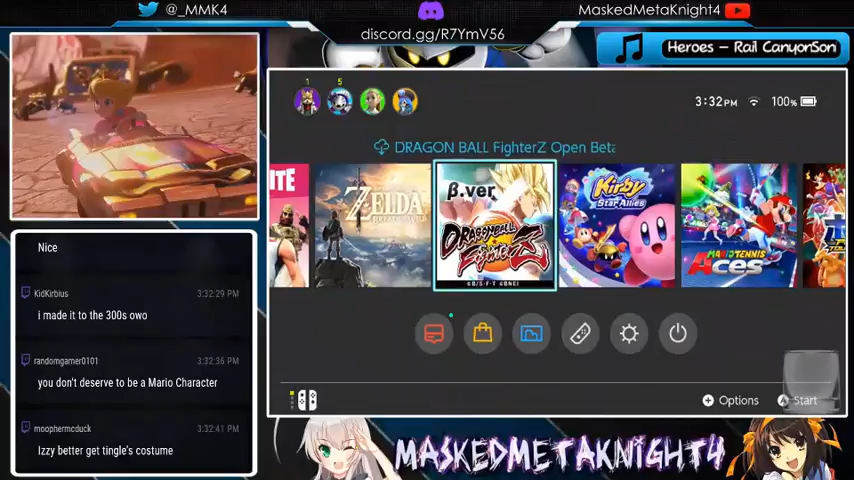 @_MMK4
discord.gg/R7YmV56
MaskedMetaKnight4
Heroes – Rail CanyonSon
1
5
3:32PM
100%
DRAGON BALL FighterZ Open Beta
ITE
ZELDA
β.ver
DRAGONBALL
FighterZ
©B/S·F·T ©BNEI
Kirby
Star Allies
MARIO TENNIS
Aces
Nice
KidKirbius 3:32:29 PM
i made it to the 300s owo
randomgamer0101 3:32:36 PM
you don't deserve to be a Mario Character
moophermcduck 3:32:41 PM
Izzy better get tingle's costume
Options
A Start
MASKEDMETAKNIGHT4